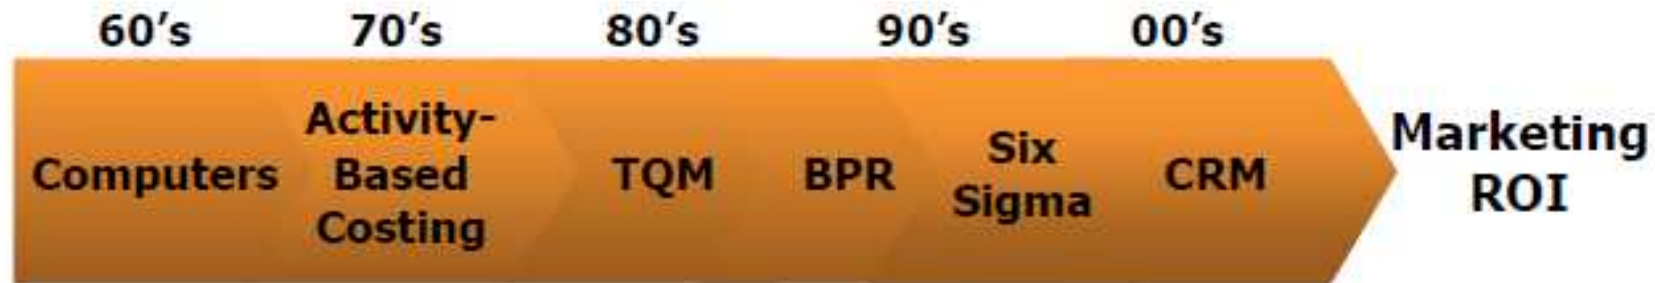 60's 70's 80's 90's 00's
Computers
Activity-
Based
Costing
TQM
BPR
Six
Sigma
CRM
Marketing
ROI